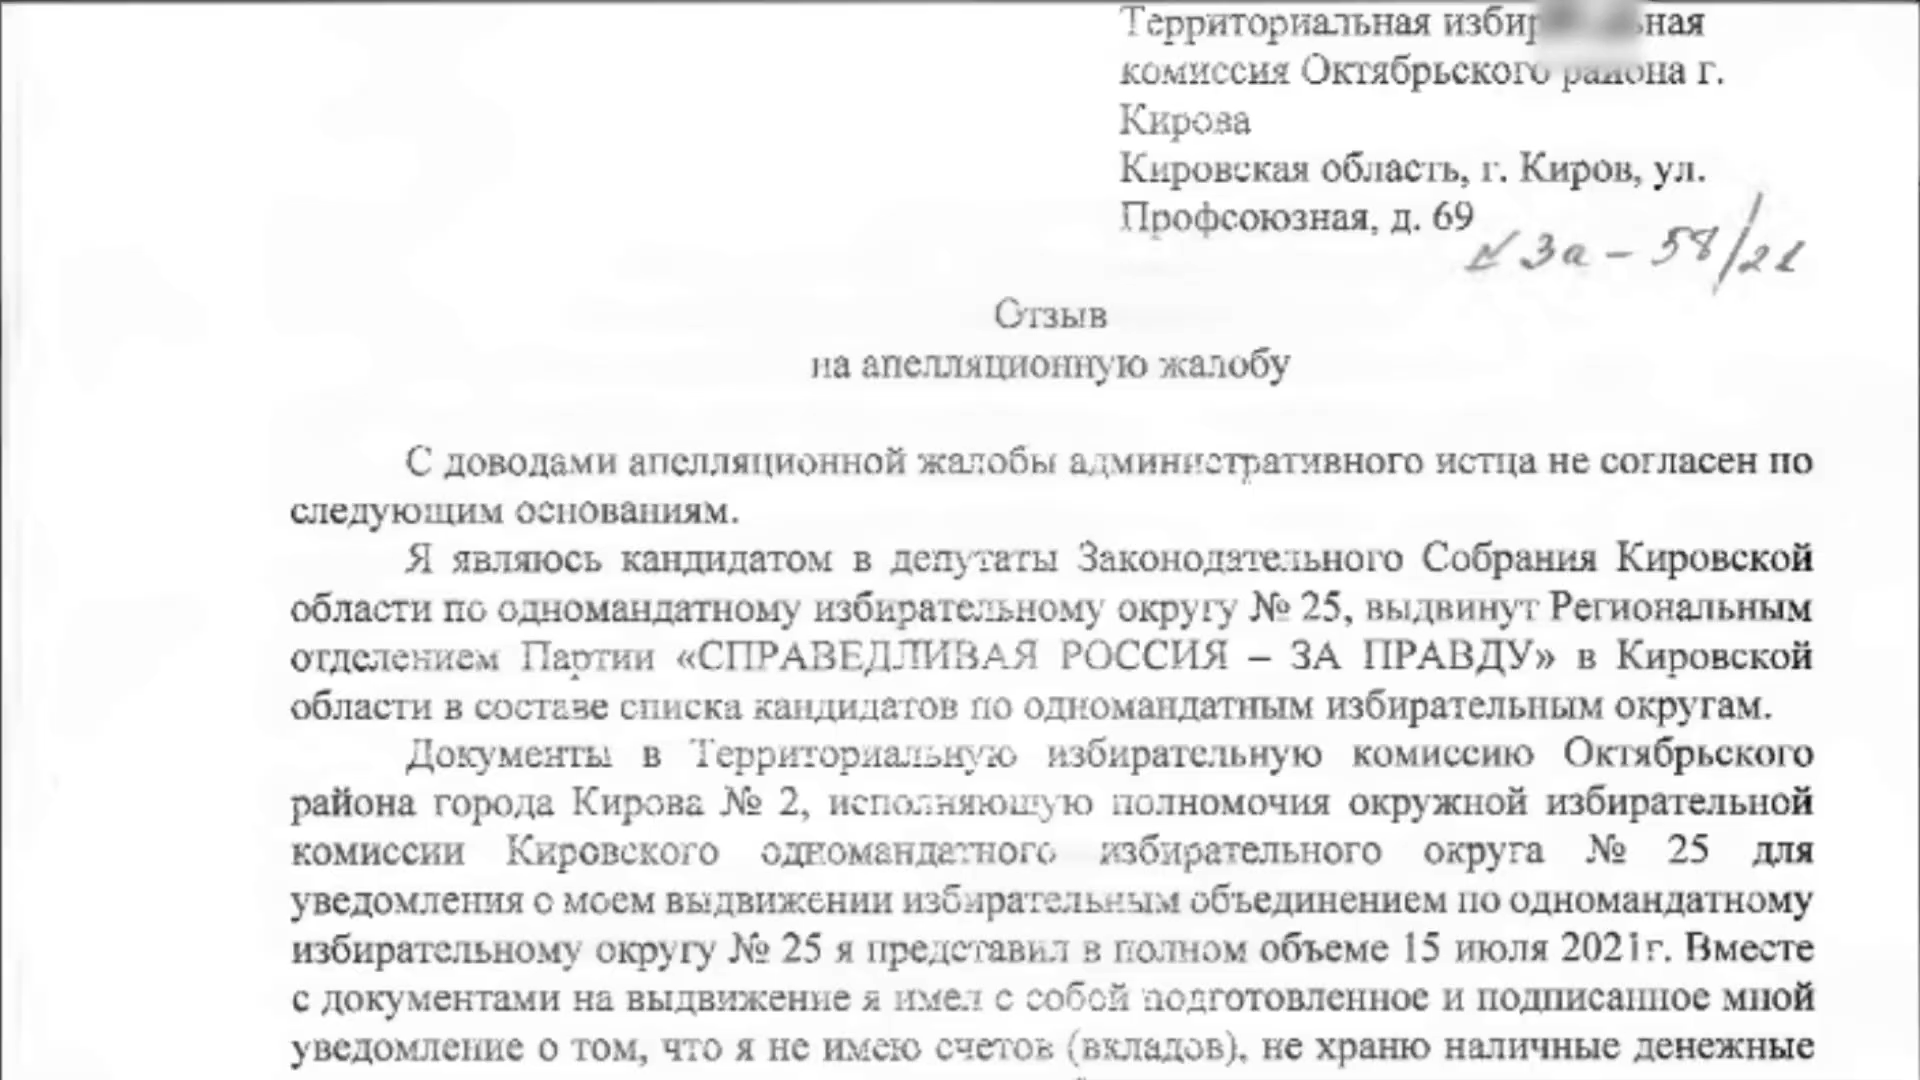 Территориальная избирательная
комиссия Октябрьского района г.
Кирова
Кировская область, г. Киров, ул.
Профсоюзная, д. 69
№ 3а - 58/21
Отзыв
на апелляционную жалобу
С доводами апелляционной жалобы административного истца не согласен по
следующим основаниям.
Я являюсь кандидатом в депутаты Законодательного Собрания Кировской
области по одномандатному избирательному округу № 25, выдвинут Региональным
отделением Партии «СПРАВЕДЛИВАЯ РОССИЯ – ЗА ПРАВДУ» в Кировской
области в составе списка кандидатов по одномандатным избирательным округам.
Документы в Территориальную избирательную комиссию Октябрьского
района города Кирова № 2, исполняющую полномочия окружной избирательной
комиссии Кировского одномандатного избирательного округа № 25 для
уведомления о моем выдвижении избирательным объединением по одномандатному
избирательному округу № 25 я представил в полном объеме 15 июля 2021г. Вместе
с документами на выдвижение я имел с собой подготовленное и подписанное мной
уведомление о том, что я не имею счетов (вкладов), не храню наличные денежные